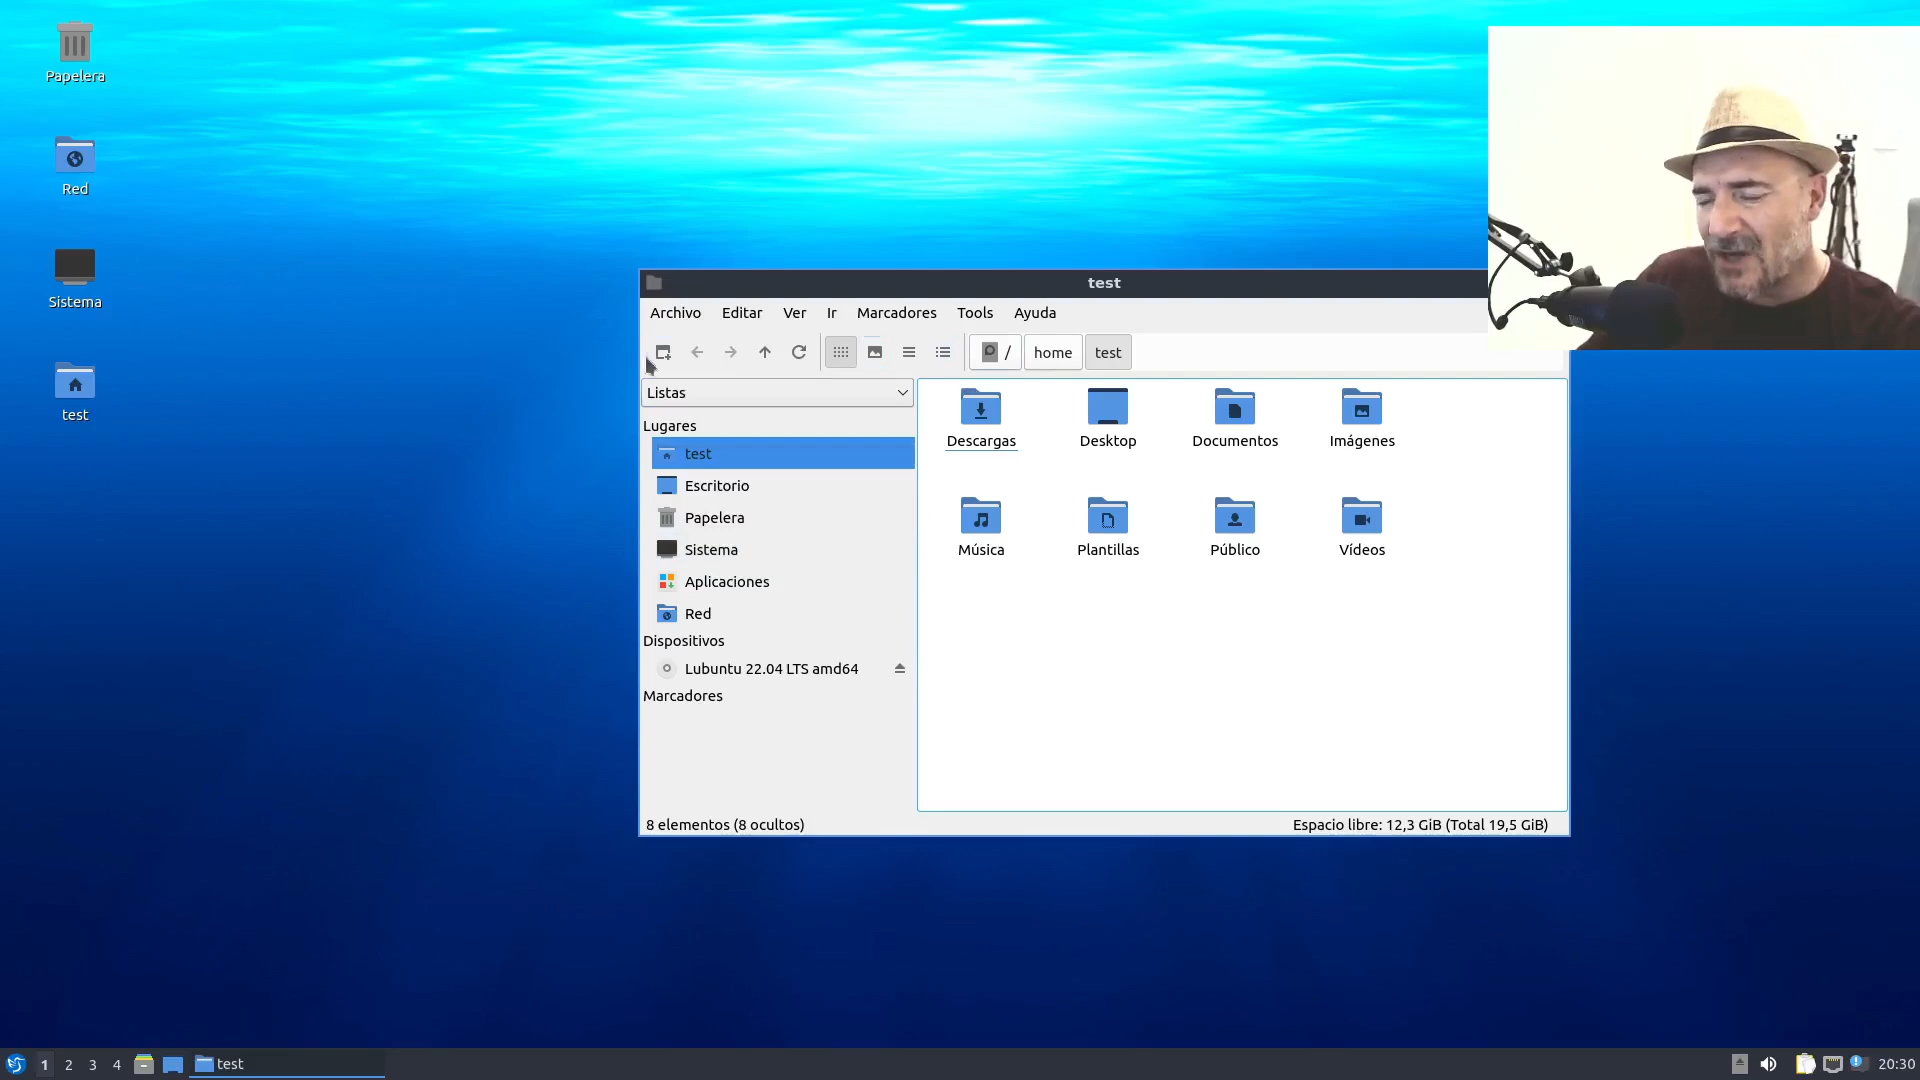 Papelera
Red
Sistema
test
test
Archivo Editar Ver Ir Marcadores Tools Ayuda
/ home test
Listas
Lugares
test
Escritorio
Papelera
Sistema
Aplicaciones
Red
Dispositivos
Lubuntu 22.04 LTS amd64
Marcadores
Descargas Desktop Documentos Imágenes
Música Plantillas Público Vídeos
8 elementos (8 ocultos) Espacio libre: 12,3 GiB (Total 19,5 GiB)
1 2 3 4 test 20:30